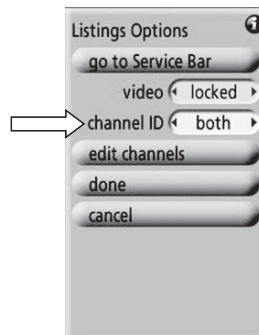 Listings Options
go to Service Bar
video locked
channel ID both
edit channels
done
cancel